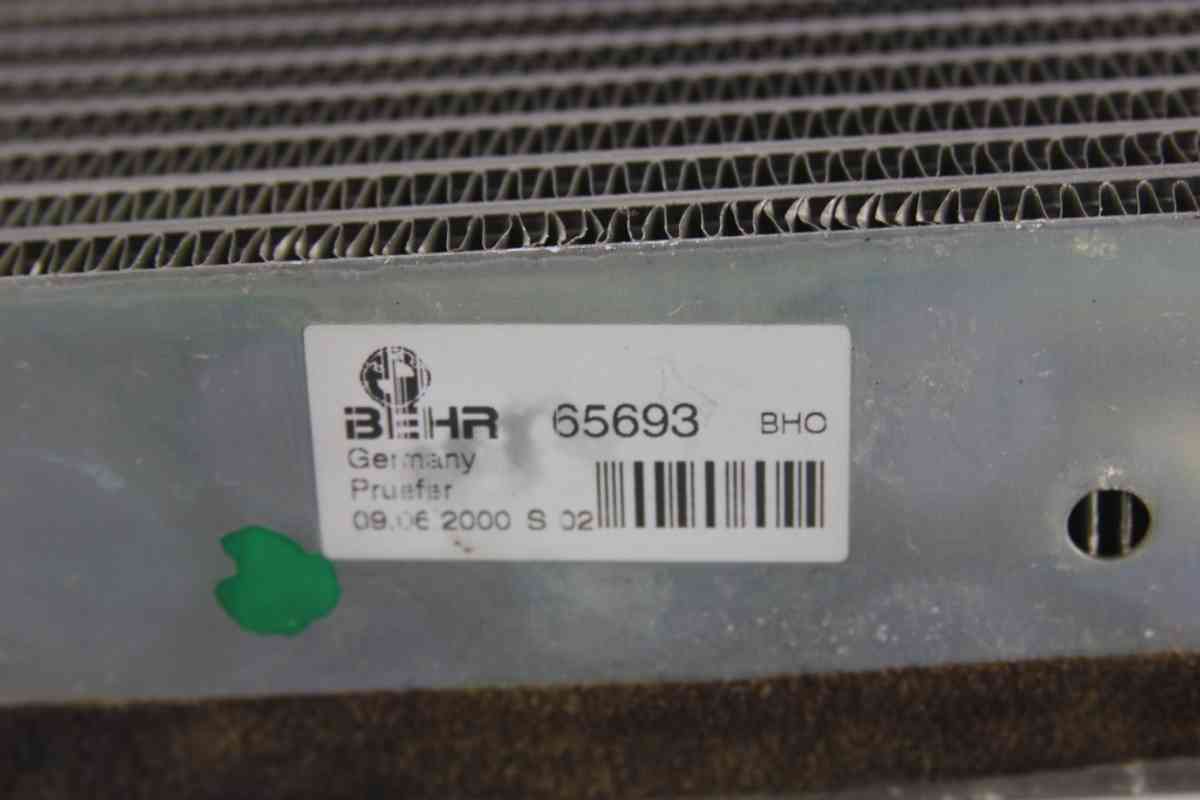 BEHR 65693 BHO
Germany
Pruefer
09.06 2000 S 02